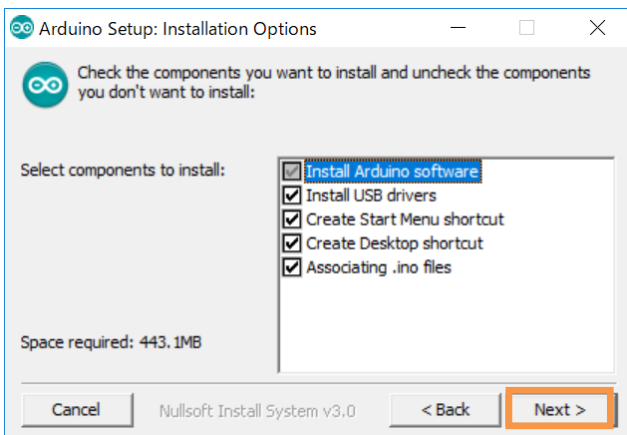 Arduino Setup: Installation Options
Check the components you want to install and uncheck the components
you don't want to install:
Select components to install:
Install Arduino software
Install USB drivers
Create Start Menu shortcut
Create Desktop shortcut
Associating .ino files
Space required: 443.1MB
Cancel
Nullsoft Install System v3.0
< Back
Next >